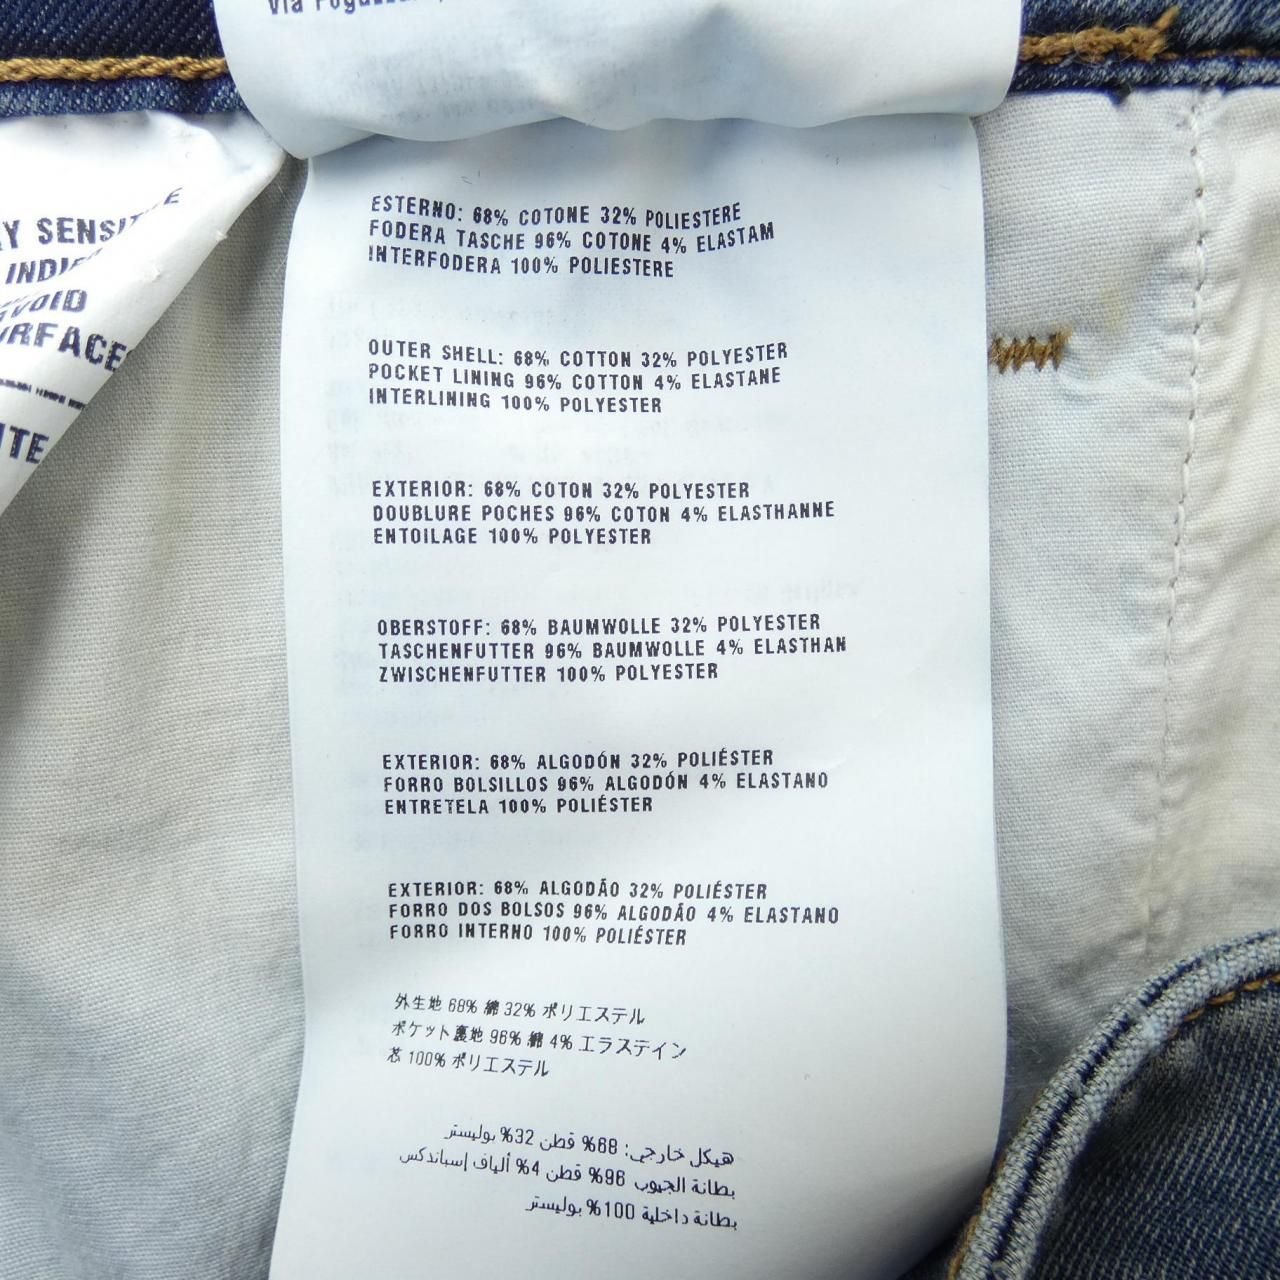 Via
Y SENSITIVE
AVOID
ESTERNO: 68% COTONE 32% POLIESTERE
FODERA TASCHE 96% COTONE 4% ELASTAM
INTERFODERA 100% POLIESTERE
OUTER SHELL: 68% COTTON 32% POLYESTER
POCKET LINING 96% COTTON 4% ELASTANE
INTERLINING 100% POLYESTER
EXTERIOR: 68% COTON 32% POLYESTER
DOUBLURE POCHES 96% COTON 4% ELASTHANNE
ENTOILAGE 100% POLYESTER
OBERSTOFF: 68% BAUMWOLLE 32% POLYESTER
TASCHENFUTTER 96% BAUMWOLLE 4% ELASTHAN
ZWISCHENFUTTER 100% POLYESTER
EXTERIOR: 68% ALGODÓN 32% POLIÉSTER
FORRO BOLSILLOS 96% ALGODÓN 4% ELASTANO
ENTRETELA 100% POLIÉSTER
EXTERIOR: 68% ALGODÃO 32% POLIÉSTER
FORRO DOS BOLSOS 96% ALGODÃO 4% ELASTANO
FORRO INTERNO 100% POLIÉSTER
外生地 68% 綿 32% ポリエステル
ポケット裏地 96% 綿 4% エラステイン
芯 100% ポリエステル
هيكل خارجي: 68% قطن 32% بوليستر
بطانة الجيوب 96% قطن 4% ألياف إسباندكس
بطانة داخلية 100% بوليستر